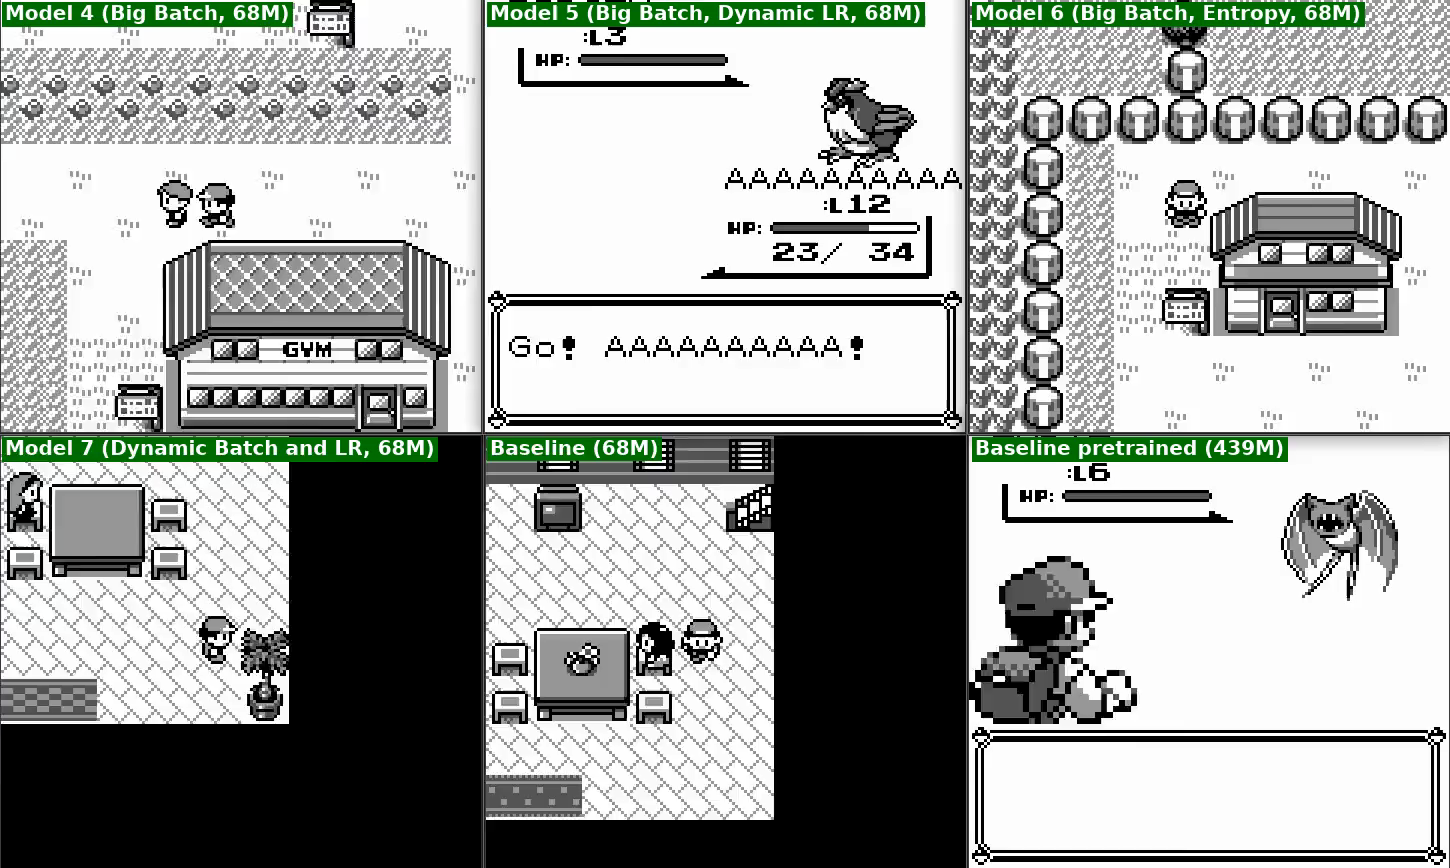 Model 4 (Big Batch, 68M)
GYM
Model 5 (Big Batch, Dynamic LR, 68M)
:L3
HP:
AAAAAAAAAA
:L12
HP:
23/ 34
Go! AAAAAAAAAA!
Model 6 (Big Batch, Entropy, 68M)
Model 7 (Dynamic Batch and LR, 68M)
Baseline (68M)
Baseline pretrained (439M)
:L6
HP: